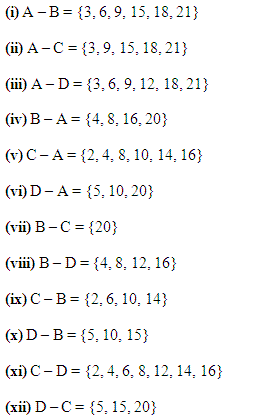 (i) A – B = {3, 6, 9, 15, 18, 21}
(ii) A – C = {3, 9, 15, 18, 21}
(iii) A – D = {3, 6, 9, 12, 18, 21}
(iv) B – A = {4, 8, 16, 20}
(v) C – A = {2, 4, 8, 10, 14, 16}
(vi) D – A = {5, 10, 20}
(vii) B – C = {20}
(viii) B – D = {4, 8, 12, 16}
(ix) C – B = {2, 6, 10, 14}
(x) D – B = {5, 10, 15}
(xi) C – D = {2, 4, 6, 8, 12, 14, 16}
(xii) D – C = {5, 15, 20}